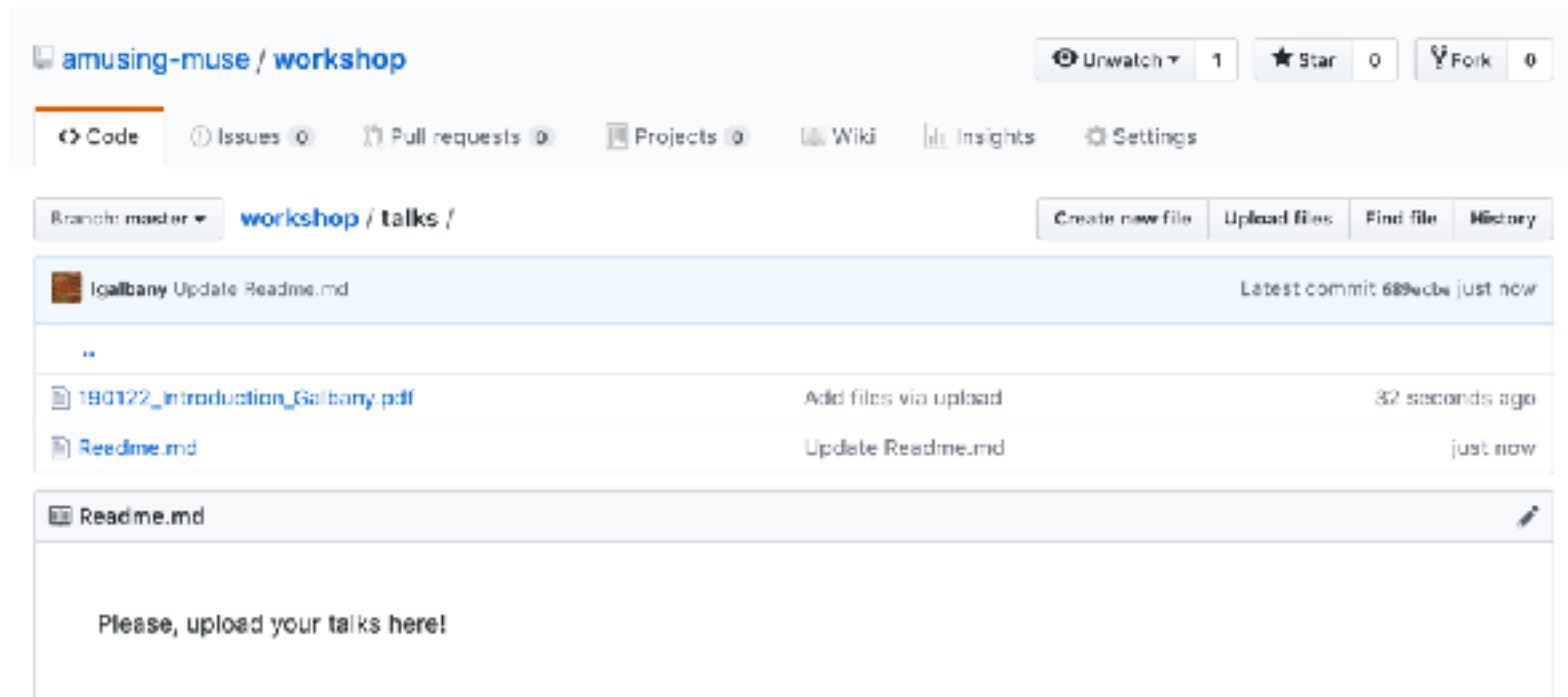 amusing-muse / workshop
Unwatch 1 Star 0 Fork 0
Code Issues 0 Pull requests 0 Projects 0 Wiki Insights Settings
Branch: master workshop / talks /
Create new file Upload files Find file History
lgalbany Update Readme.md Latest commit 689ecbe just now
..
190122_Introduction_Galbany.pdf Add files via upload 32 seconds ago
Readme.md Update Readme.md just now
Readme.md
Please, upload your talks here!